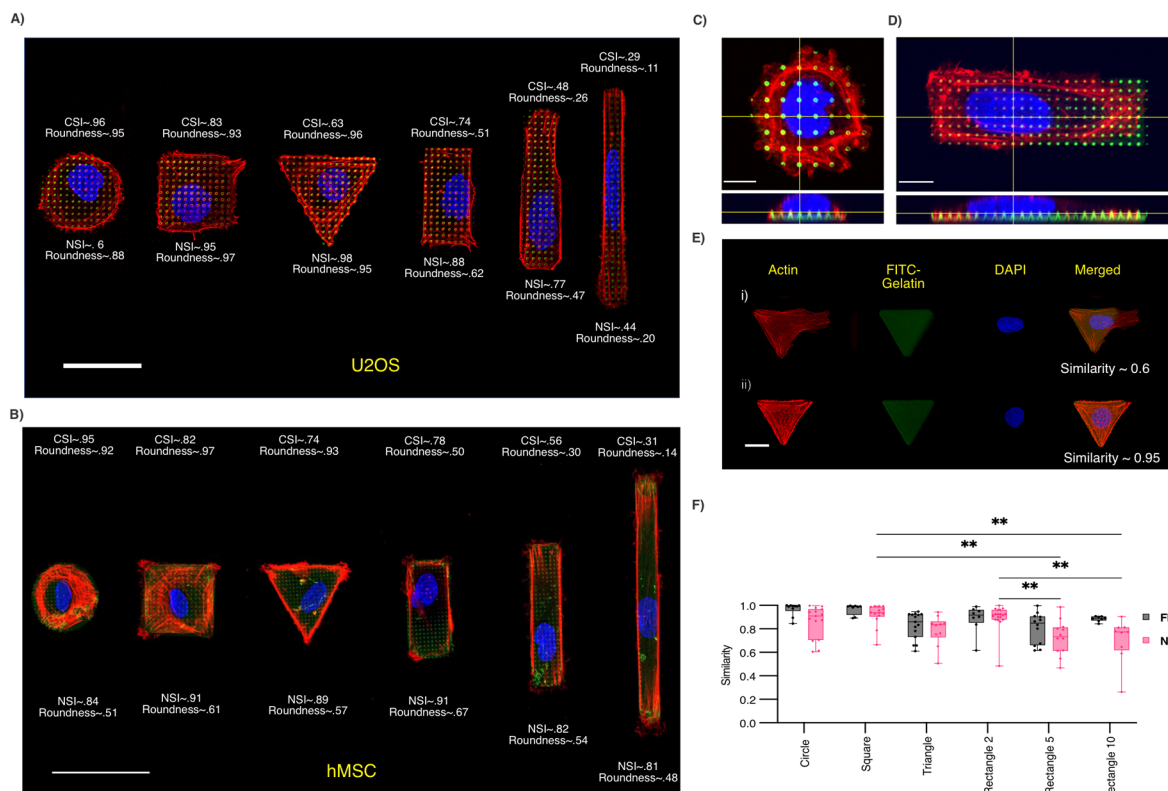 A)
CSI~.96
Roundness~.95
CSI~.83
Roundness~.93
CSI~.63
Roundness~.96
CSI~.74
Roundness~.51
CSI~.48
Roundness~.26
CSI~.29
Roundness~.11
NSI~. 6
Roundness~.88
NSI~.95
Roundness~.97
NSI~.98
Roundness~.95
NSI~.88
Roundness~.62
NSI~.77
Roundness~.47
NSI~.44
Roundness~.20
U2OS
B)
CSI~.95
Roundness~.92
CSI~.82
Roundness~.97
CSI~.74
Roundness~.93
CSI~.78
Roundness~.50
CSI~.56
Roundness~.30
CSI~.31
Roundness~.14
NSI~.84
Roundness~.51
NSI~.91
Roundness~.61
NSI~.89
Roundness~.57
NSI~.91
Roundness~.67
NSI~.82
Roundness~.54
NSI~.81
Roundness~.48
hMSC
C)
D)
E)
Actin
FITC-
Gelatin
DAPI
Merged
i)
Similarity ~ 0.6
ii)
Similarity ~ 0.95
F)
**
**
**
**
1.0
0.8
0.6
0.4
0.2
0.0
Similarity
Circle
Square
Triangle
Rectangle 2
Rectangle 5
ectangle 10
N